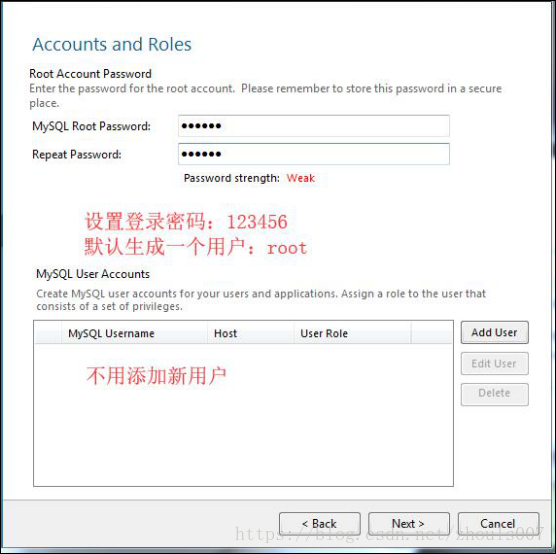 Accounts and Roles
Root Account Password
Enter the password for the root account. Please remember to store this password in a secure
place.
MySQL Root Password: ●●●●●●
Repeat Password: ●●●●●●
Password strength: Weak
设置登录密码：123456
默认生成一个用户：root
MySQL User Accounts
Create MySQL user accounts for your users and applications. Assign a role to the user that
consists of a set of privileges.
MySQL Username Host User Role
Add User
不用添加新用户
Edit User
Delete
< Back Next > Cancel
https://blog.csdn.net/zhou15007